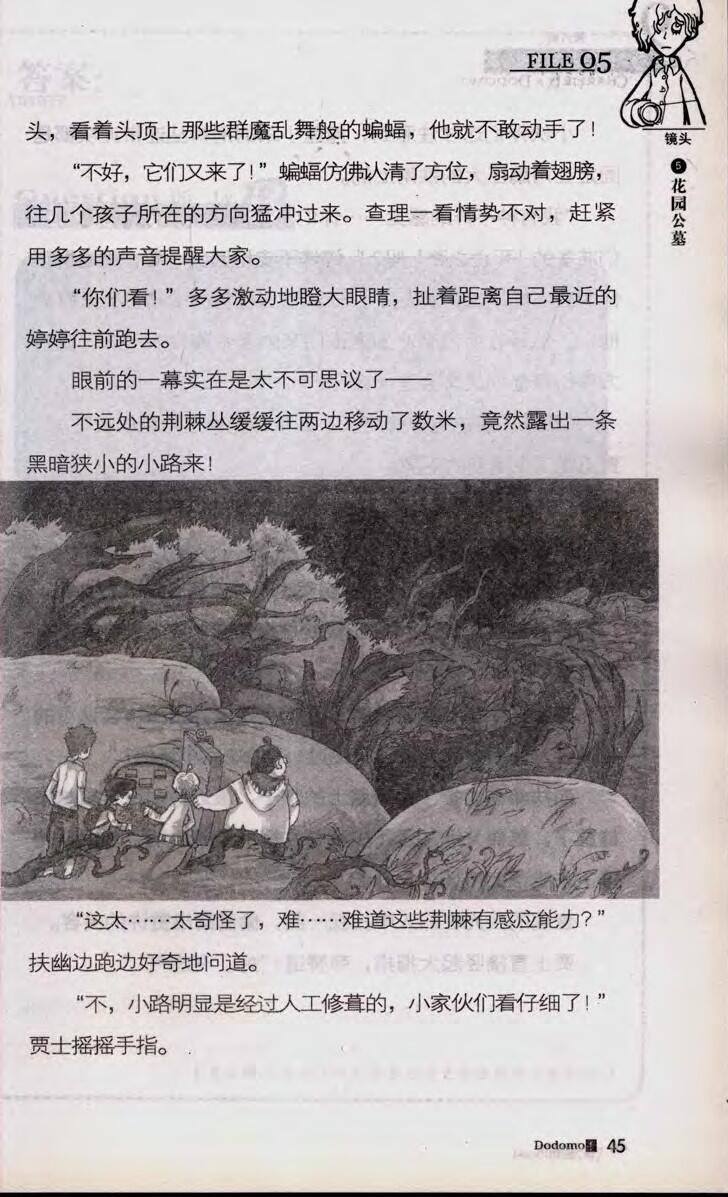 FILE 05
镜头
5 花园公墓
头，看着头顶上那些群魔乱舞般的蝙蝠，他就不敢动手了！
“不好，它们又来了！”蝙蝠仿佛认清了方位，扇动着翅膀，
往几个孩子所在的方向猛冲过来。查理一看情势不对，赶紧
用多多的声音提醒大家。
“你们看！”多多激动地瞪大眼睛，扯着距离自己最近的
婷婷往前跑去。
眼前的一幕实在是太不可思议了——
不远处的荆棘丛缓缓往两边移动了数米，竟然露出一条
黑暗狭小的小路来！
“这太……太奇怪了，难……难道这些荆棘有感应能力？”
扶幽边跑边好奇地问道。
“不，小路明显是经过人工修葺的，小家伙们看仔细了！”
贾士摇摇手指。
Dodomo 45